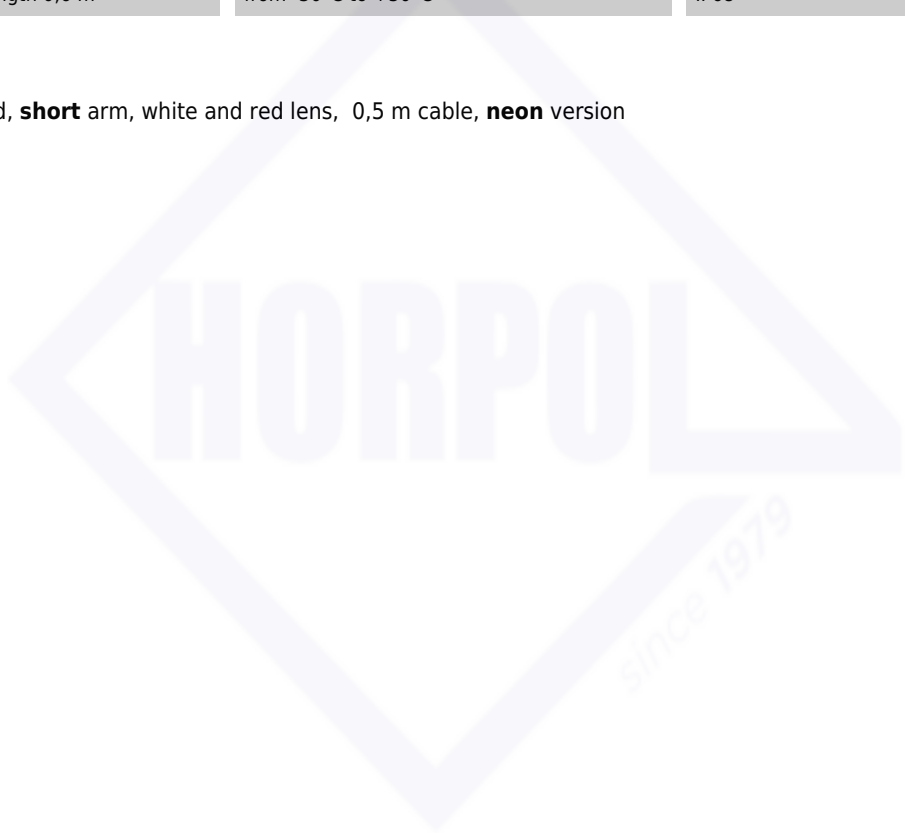 d, short arm, white and red lens,  0,5 m cable, neon version
HORPOL
since 1979